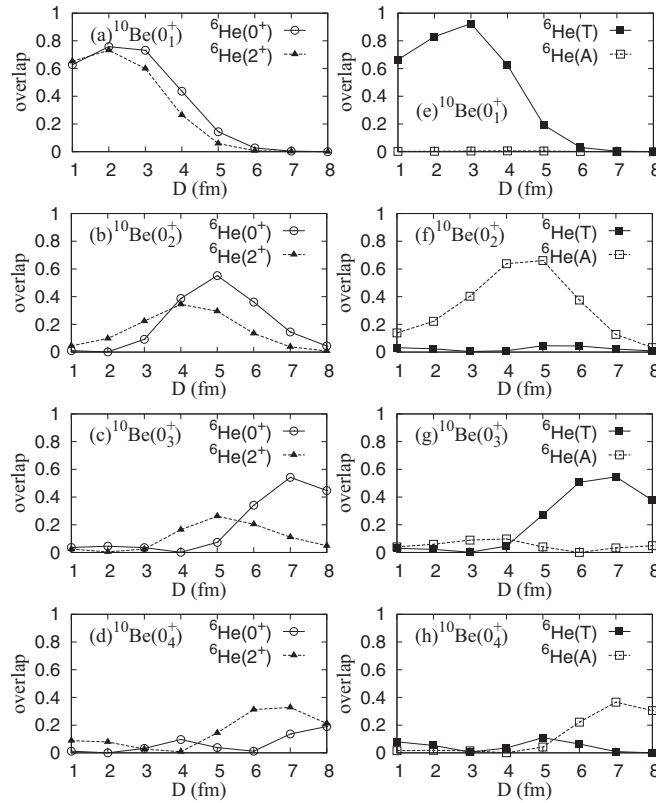 (a)¹⁰Be(0₁⁺)
⁶He(0⁺)
⁶He(2⁺)
overlap
1
0.8
0.6
0.4
0.2
0
1 2 3 4 5 6 7 8
D (fm)
⁶He(T)
⁶He(A)
(e)¹⁰Be(0₁⁺)
overlap
1
0.8
0.6
0.4
0.2
0
1 2 3 4 5 6 7 8
D (fm)
(b)¹⁰Be(0₂⁺)
⁶He(0⁺)
⁶He(2⁺)
overlap
1
0.8
0.6
0.4
0.2
0
1 2 3 4 5 6 7 8
D (fm)
(f)¹⁰Be(0₂⁺)
⁶He(T)
⁶He(A)
overlap
1
0.8
0.6
0.4
0.2
0
1 2 3 4 5 6 7 8
D (fm)
(c)¹⁰Be(0₃⁺)
⁶He(0⁺)
⁶He(2⁺)
overlap
1
0.8
0.6
0.4
0.2
0
1 2 3 4 5 6 7 8
D (fm)
(g)¹⁰Be(0₃⁺)
⁶He(T)
⁶He(A)
overlap
1
0.8
0.6
0.4
0.2
0
1 2 3 4 5 6 7 8
D (fm)
(d)¹⁰Be(0₄⁺)
⁶He(0⁺)
⁶He(2⁺)
overlap
1
0.8
0.6
0.4
0.2
0
1 2 3 4 5 6 7 8
D (fm)
(h)¹⁰Be(0₄⁺)
⁶He(T)
⁶He(A)
overlap
1
0.8
0.6
0.4
0.2
0
1 2 3 4 5 6 7 8
D (fm)